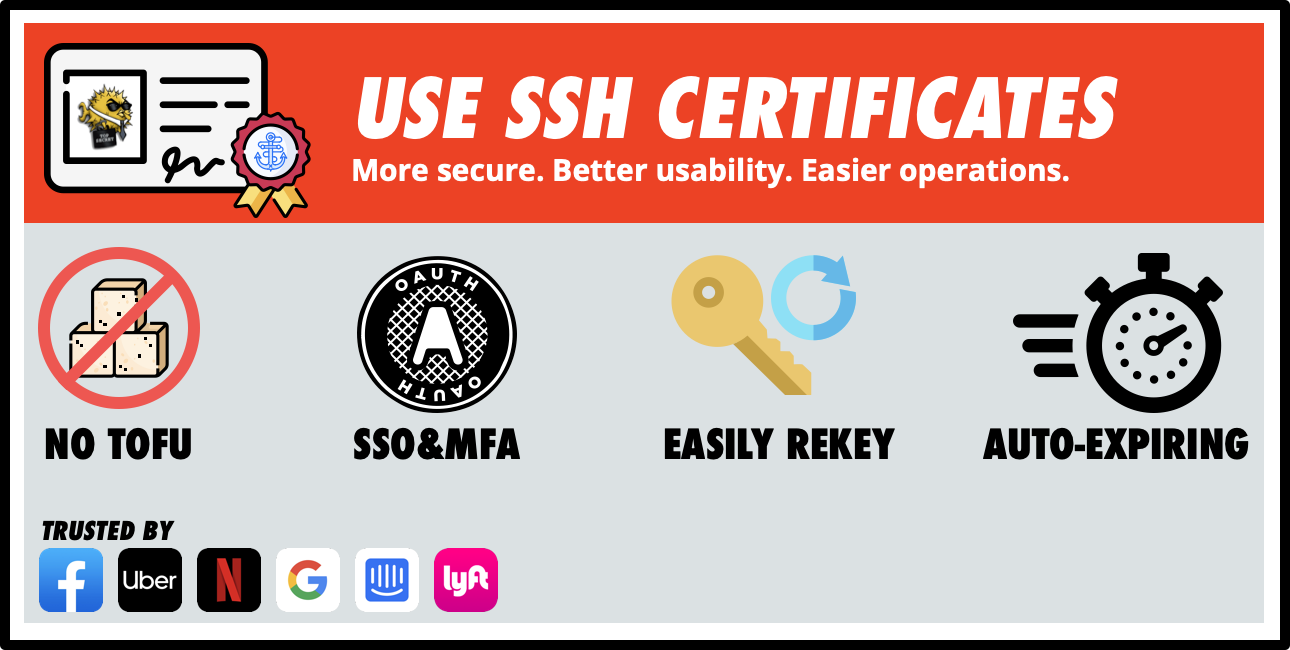 USE SSH CERTIFICATES
More secure. Better usability. Easier operations.
TOP
SECRET
OAUTH
A
OAUTH
NO TOFU
SSO&MFA
EASILY REKEY
AUTO-EXPIRING
TRUSTED BY
f
Uber
N
G
lyft